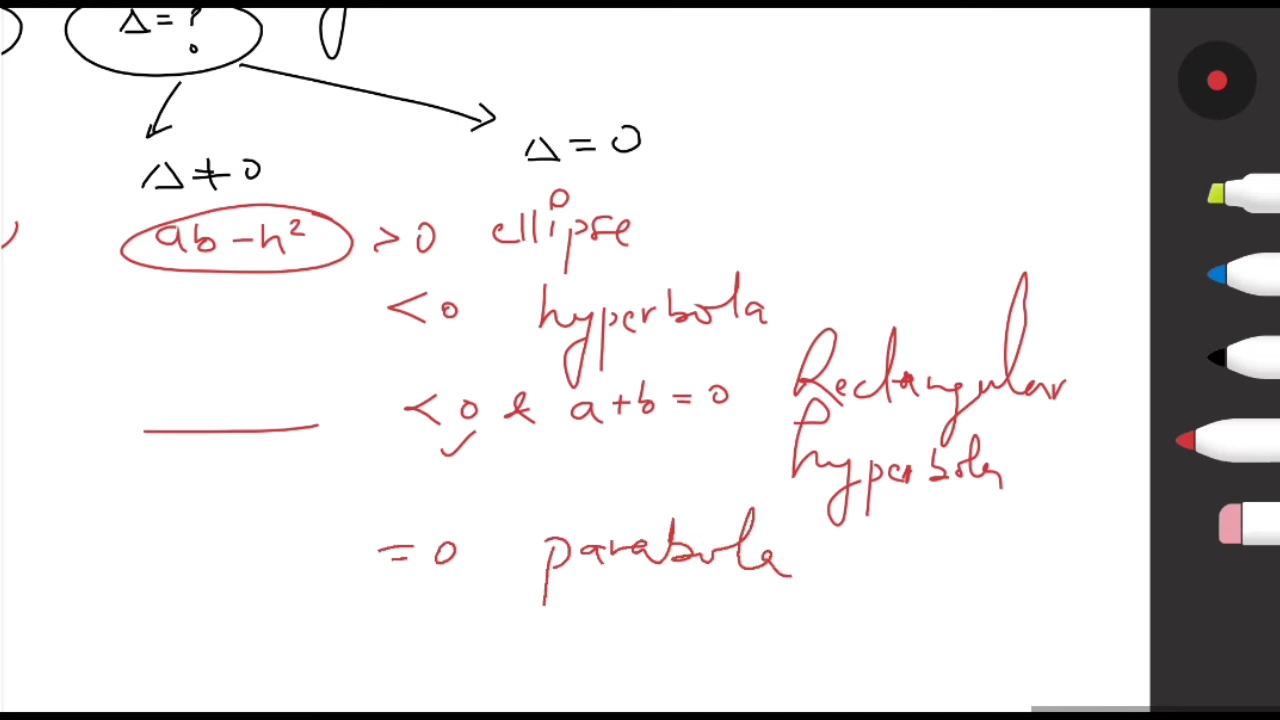 Δ = ?
Δ ≠ 0
Δ = 0
ab - h² > 0 ellipse
< 0 hyperbola
< 0 & a + b = 0 Rectangular
hyperbola
= 0 parabola